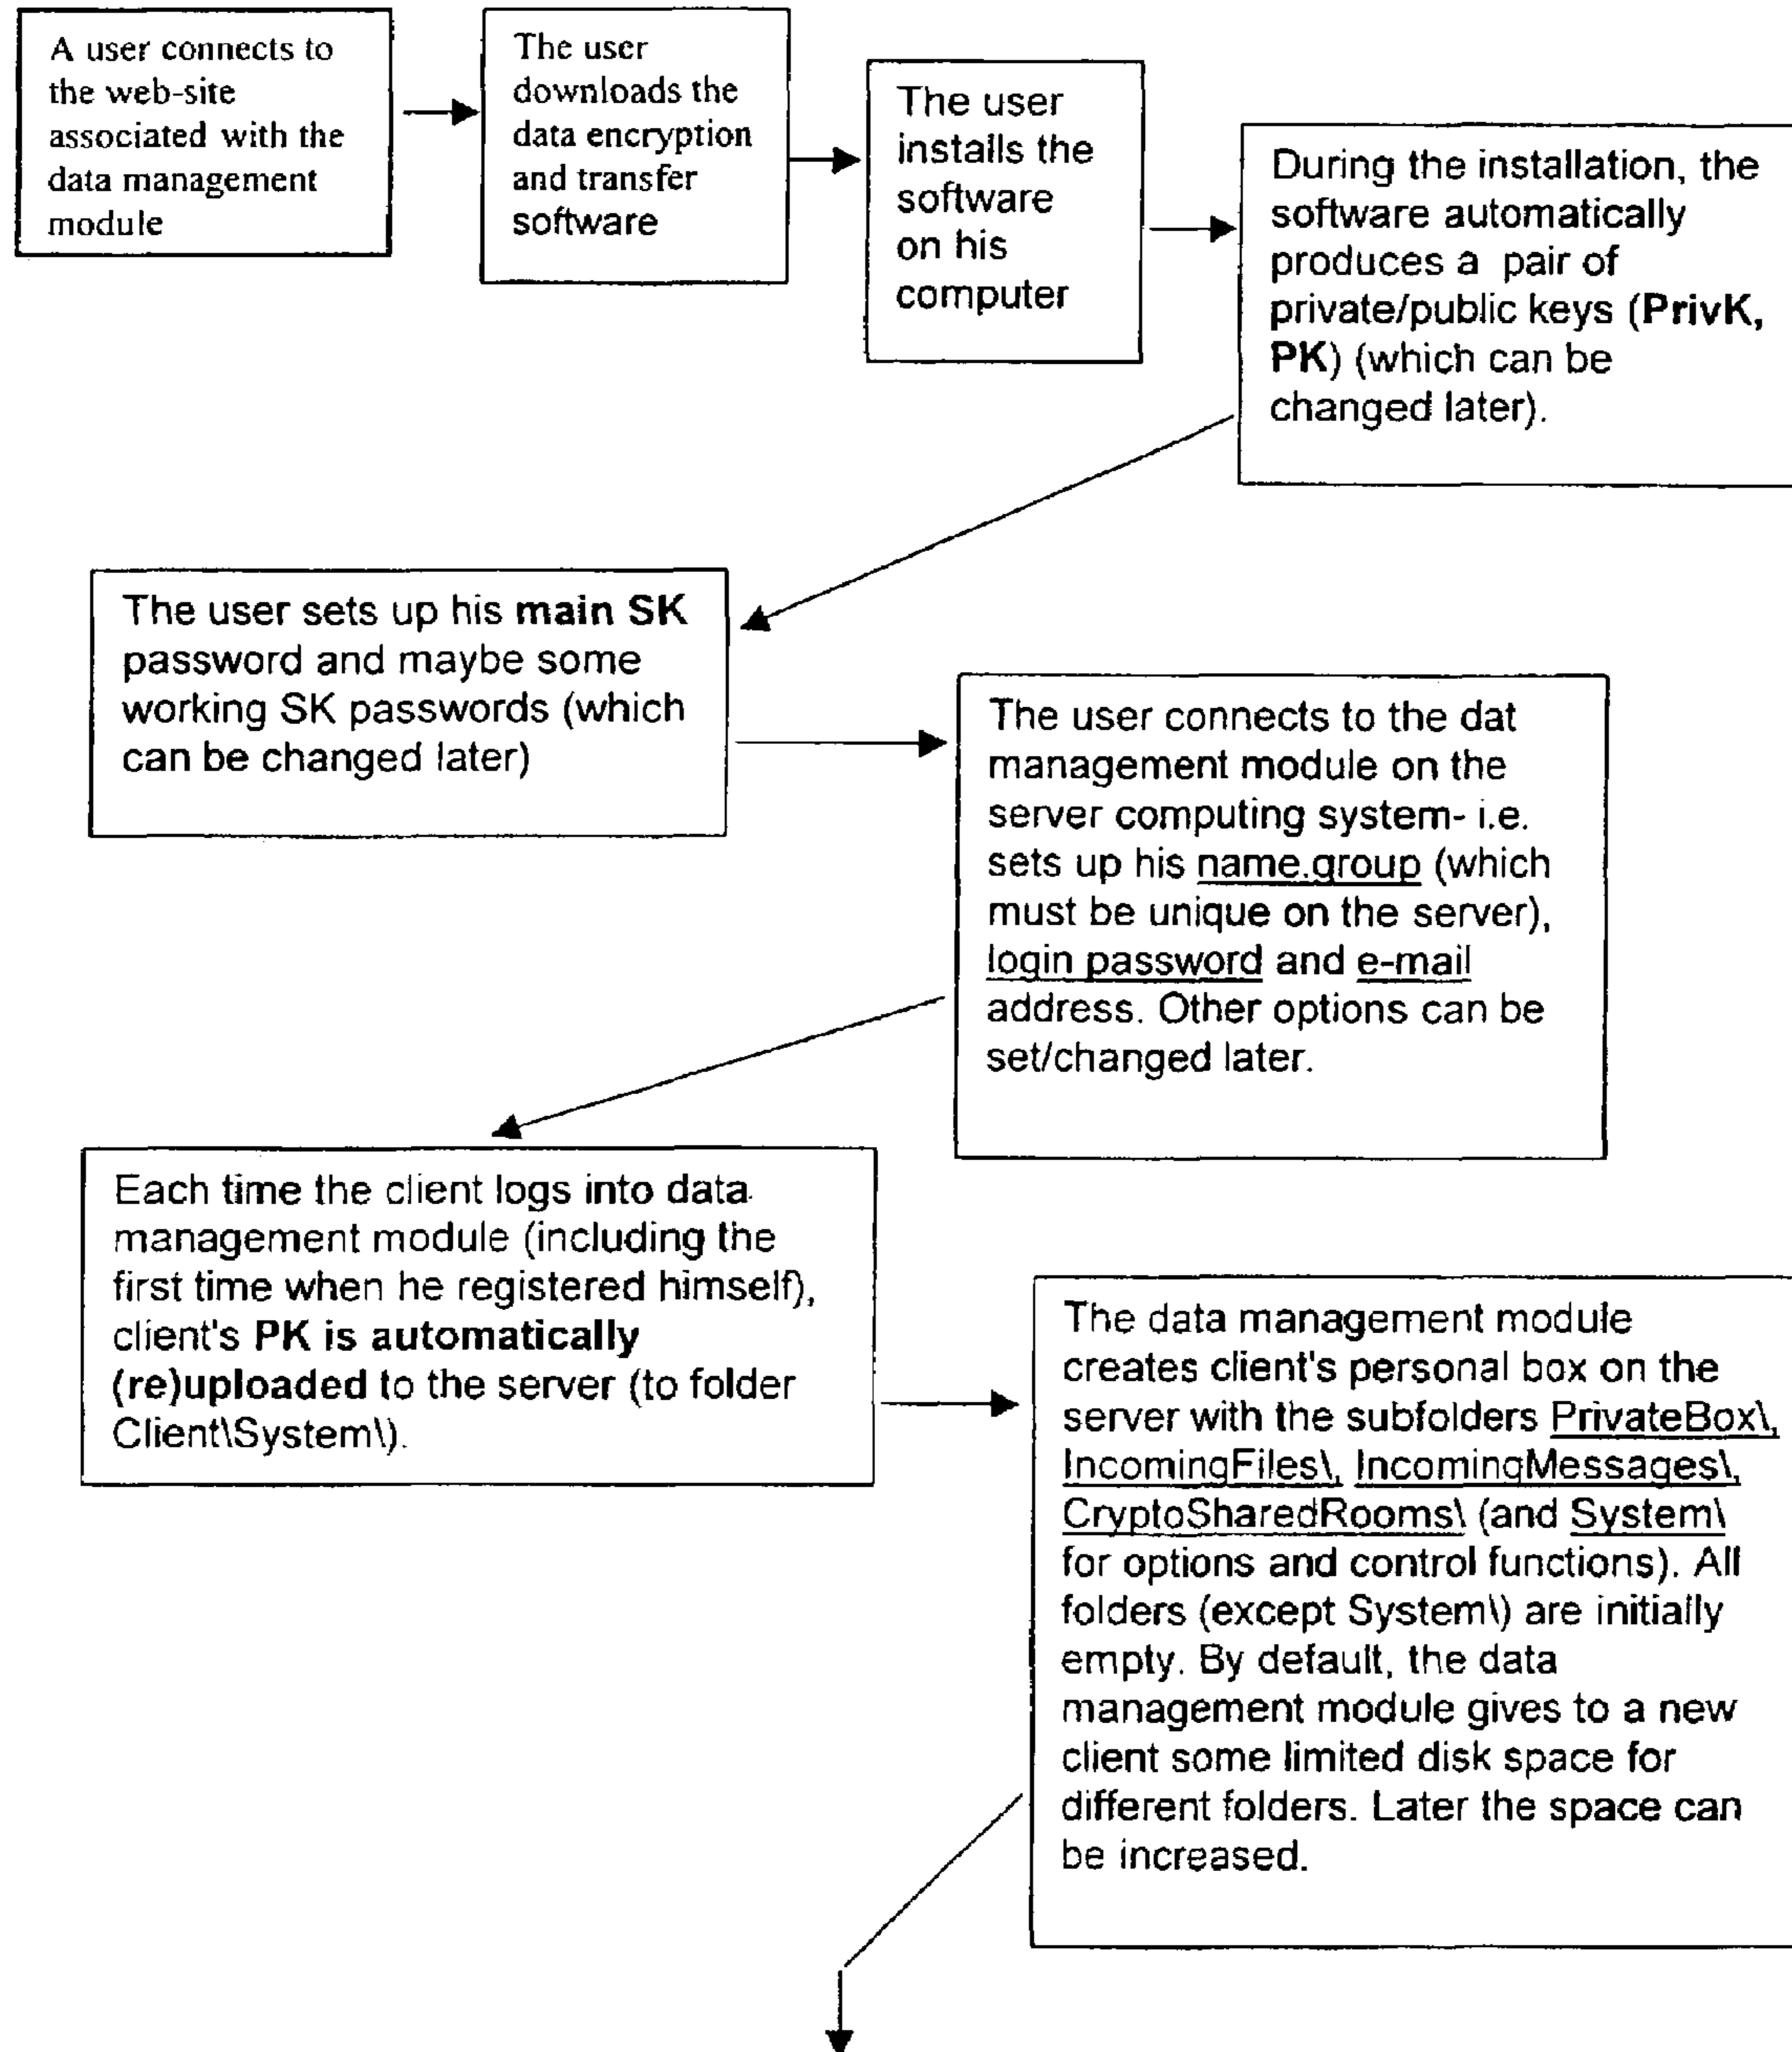 A user connects to
the web-site
associated with the
data management
module
The user
downloads the
data encryption
and transfer
software
The user
installs the
software
on his
computer
During the installation, the
software automatically
produces a pair of
private/public keys (PrivK,
PK) (which can be
changed later).
The user sets up his main SK
password and maybe some
working SK passwords (which
can be changed later)
The user connects to the dat
management module on the
server computing system- i.e.
sets up his name.group (which
must be unique on the server),
login password and e-mail
address. Other options can be
set/changed later.
Each time the client logs into data
management module (including the
first time when he registered himself),
client's PK is automatically
(re)uploaded to the server (to folder
Client\System\).
The data management module
creates client's personal box on the
server with the subfolders PrivateBox\,
IncomingFiles\, IncomingMessages\,
CryptoSharedRooms\ (and System\
for options and control functions). All
folders (except System\) are initially
empty. By default, the data
management module gives to a new
client some limited disk space for
different folders. Later the space can
be increased.